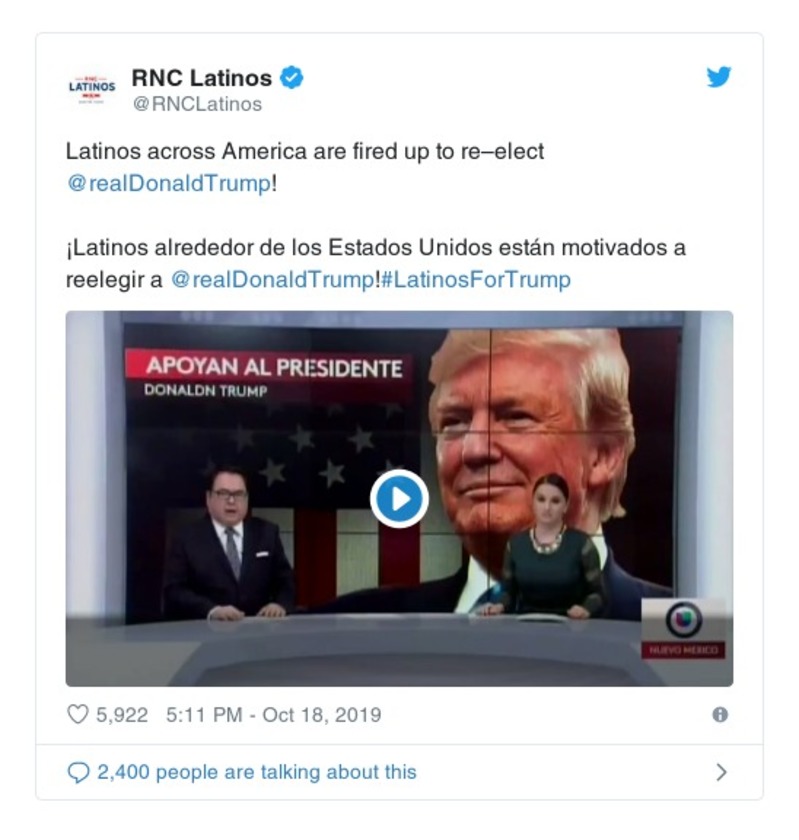 RNC
LATINOS
RNC Latinos
@RNCLatinos
Latinos across America are fired up to re–elect
@realDonaldTrump!
¡Latinos alrededor de los Estados Unidos están motivados a
reelegir a @realDonaldTrump!#LatinosForTrump
APOYAN AL PRESIDENTE
DONALDN TRUMP
NUEVO MEXICO
5,922 5:11 PM - Oct 18, 2019
2,400 people are talking about this